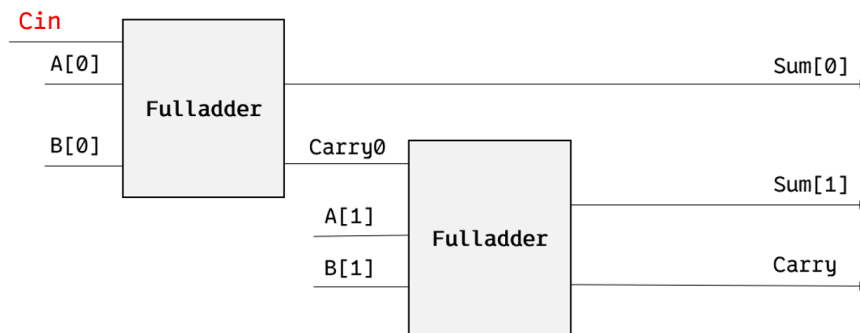 Cin
A[0]
Sum[0]
Fulladder
B[0]
Carry0
Sum[1]
A[1]
Fulladder
B[1]
Carry